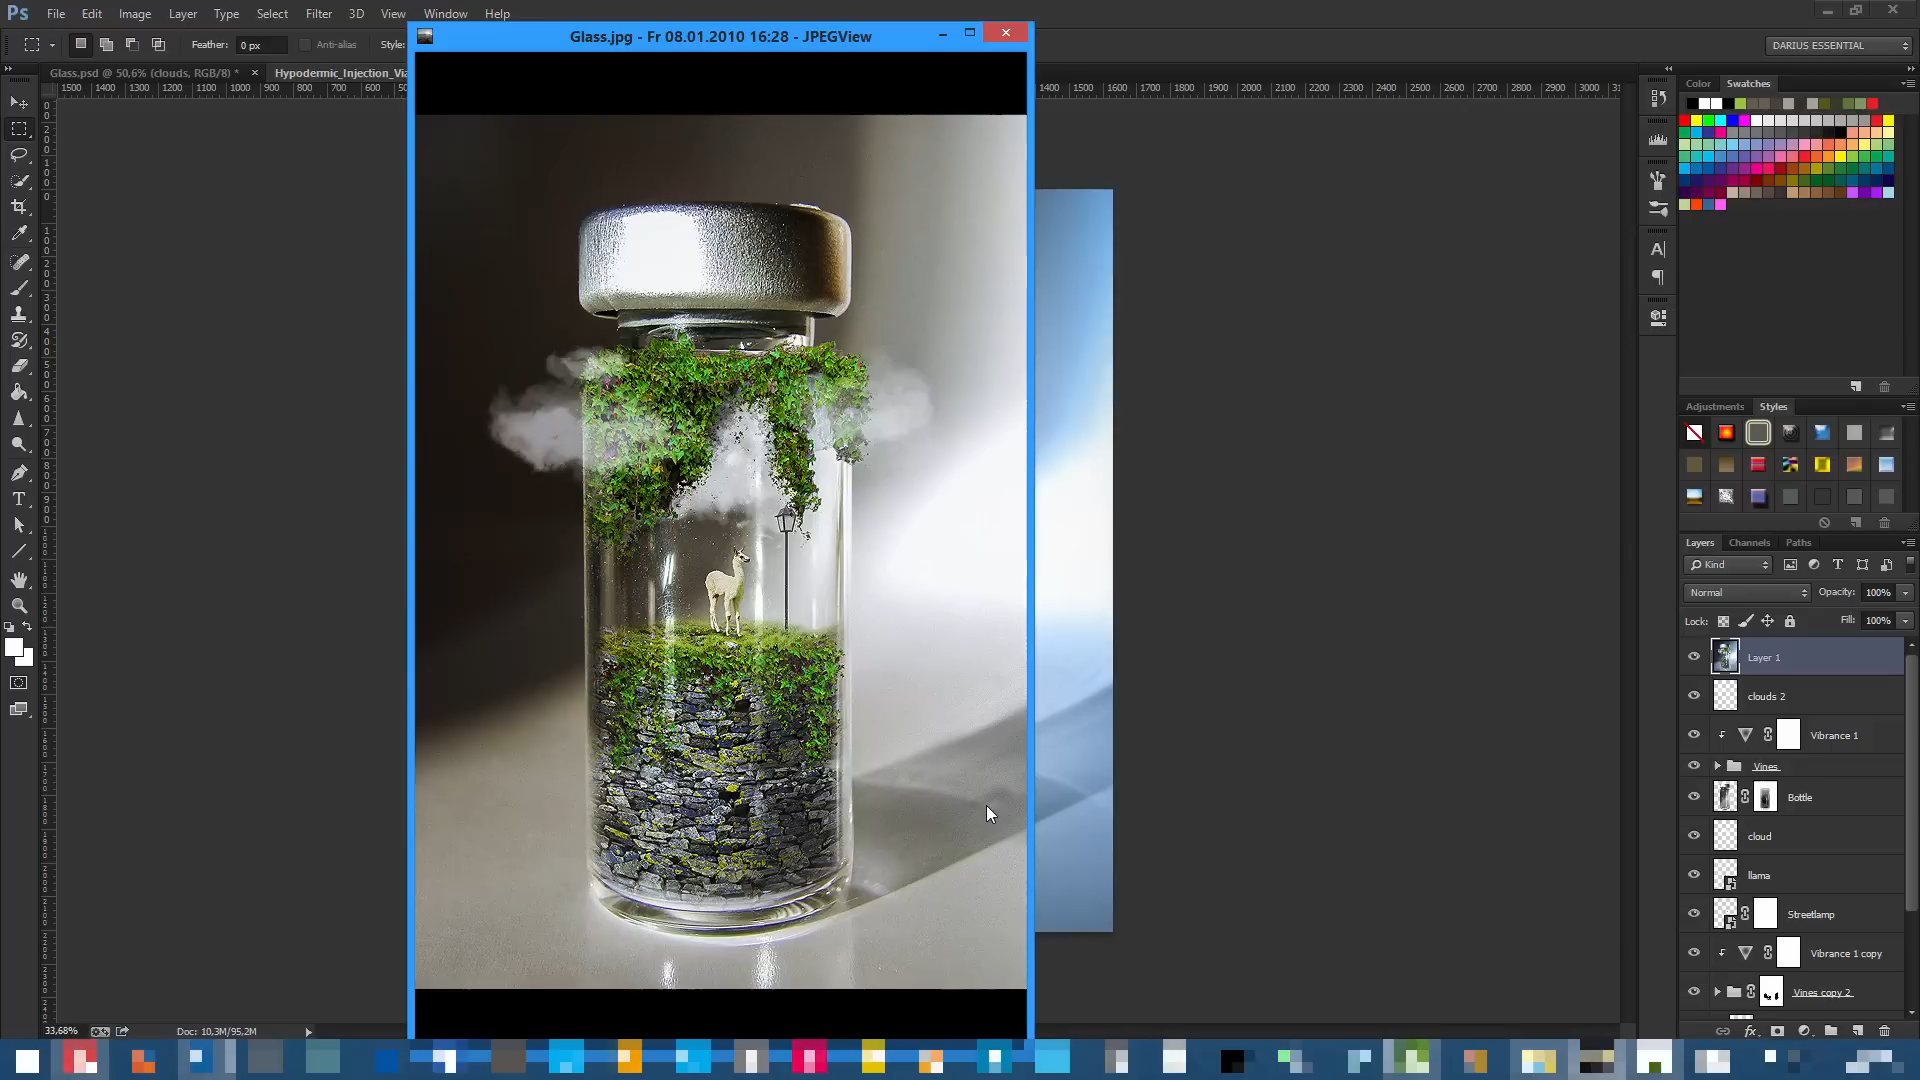 Ps File Edit Image Layer Type Select Filter 3D View Window Help
Glass.jpg - Fr 08.01.2010 16:28 - JPEGView
Feather: 0 px Anti-alias Style:
DARIUS ESSENTIAL
Glass.psd @ 50,6% (clouds, RGB/8) * Hypodermic_Injection_Via
1500 1400 1300 1200 1100 1000 900 800 700 600
1400 1500 1600 1700 1800 1900 2000 2100 2200 2300 2400 2500 2600 2700 2800 2900 3000
Color Swatches
Adjustments Styles
Layers Channels Paths
Kind
Normal Opacity: 100%
Lock: Fill: 100%
Layer 1
clouds 2
Vibrance 1
Vines
Bottle
cloud
llama
Streetlamp
Vibrance 1 copy
Vines copy 2
33,68% Doc: 10,3M/95,2M